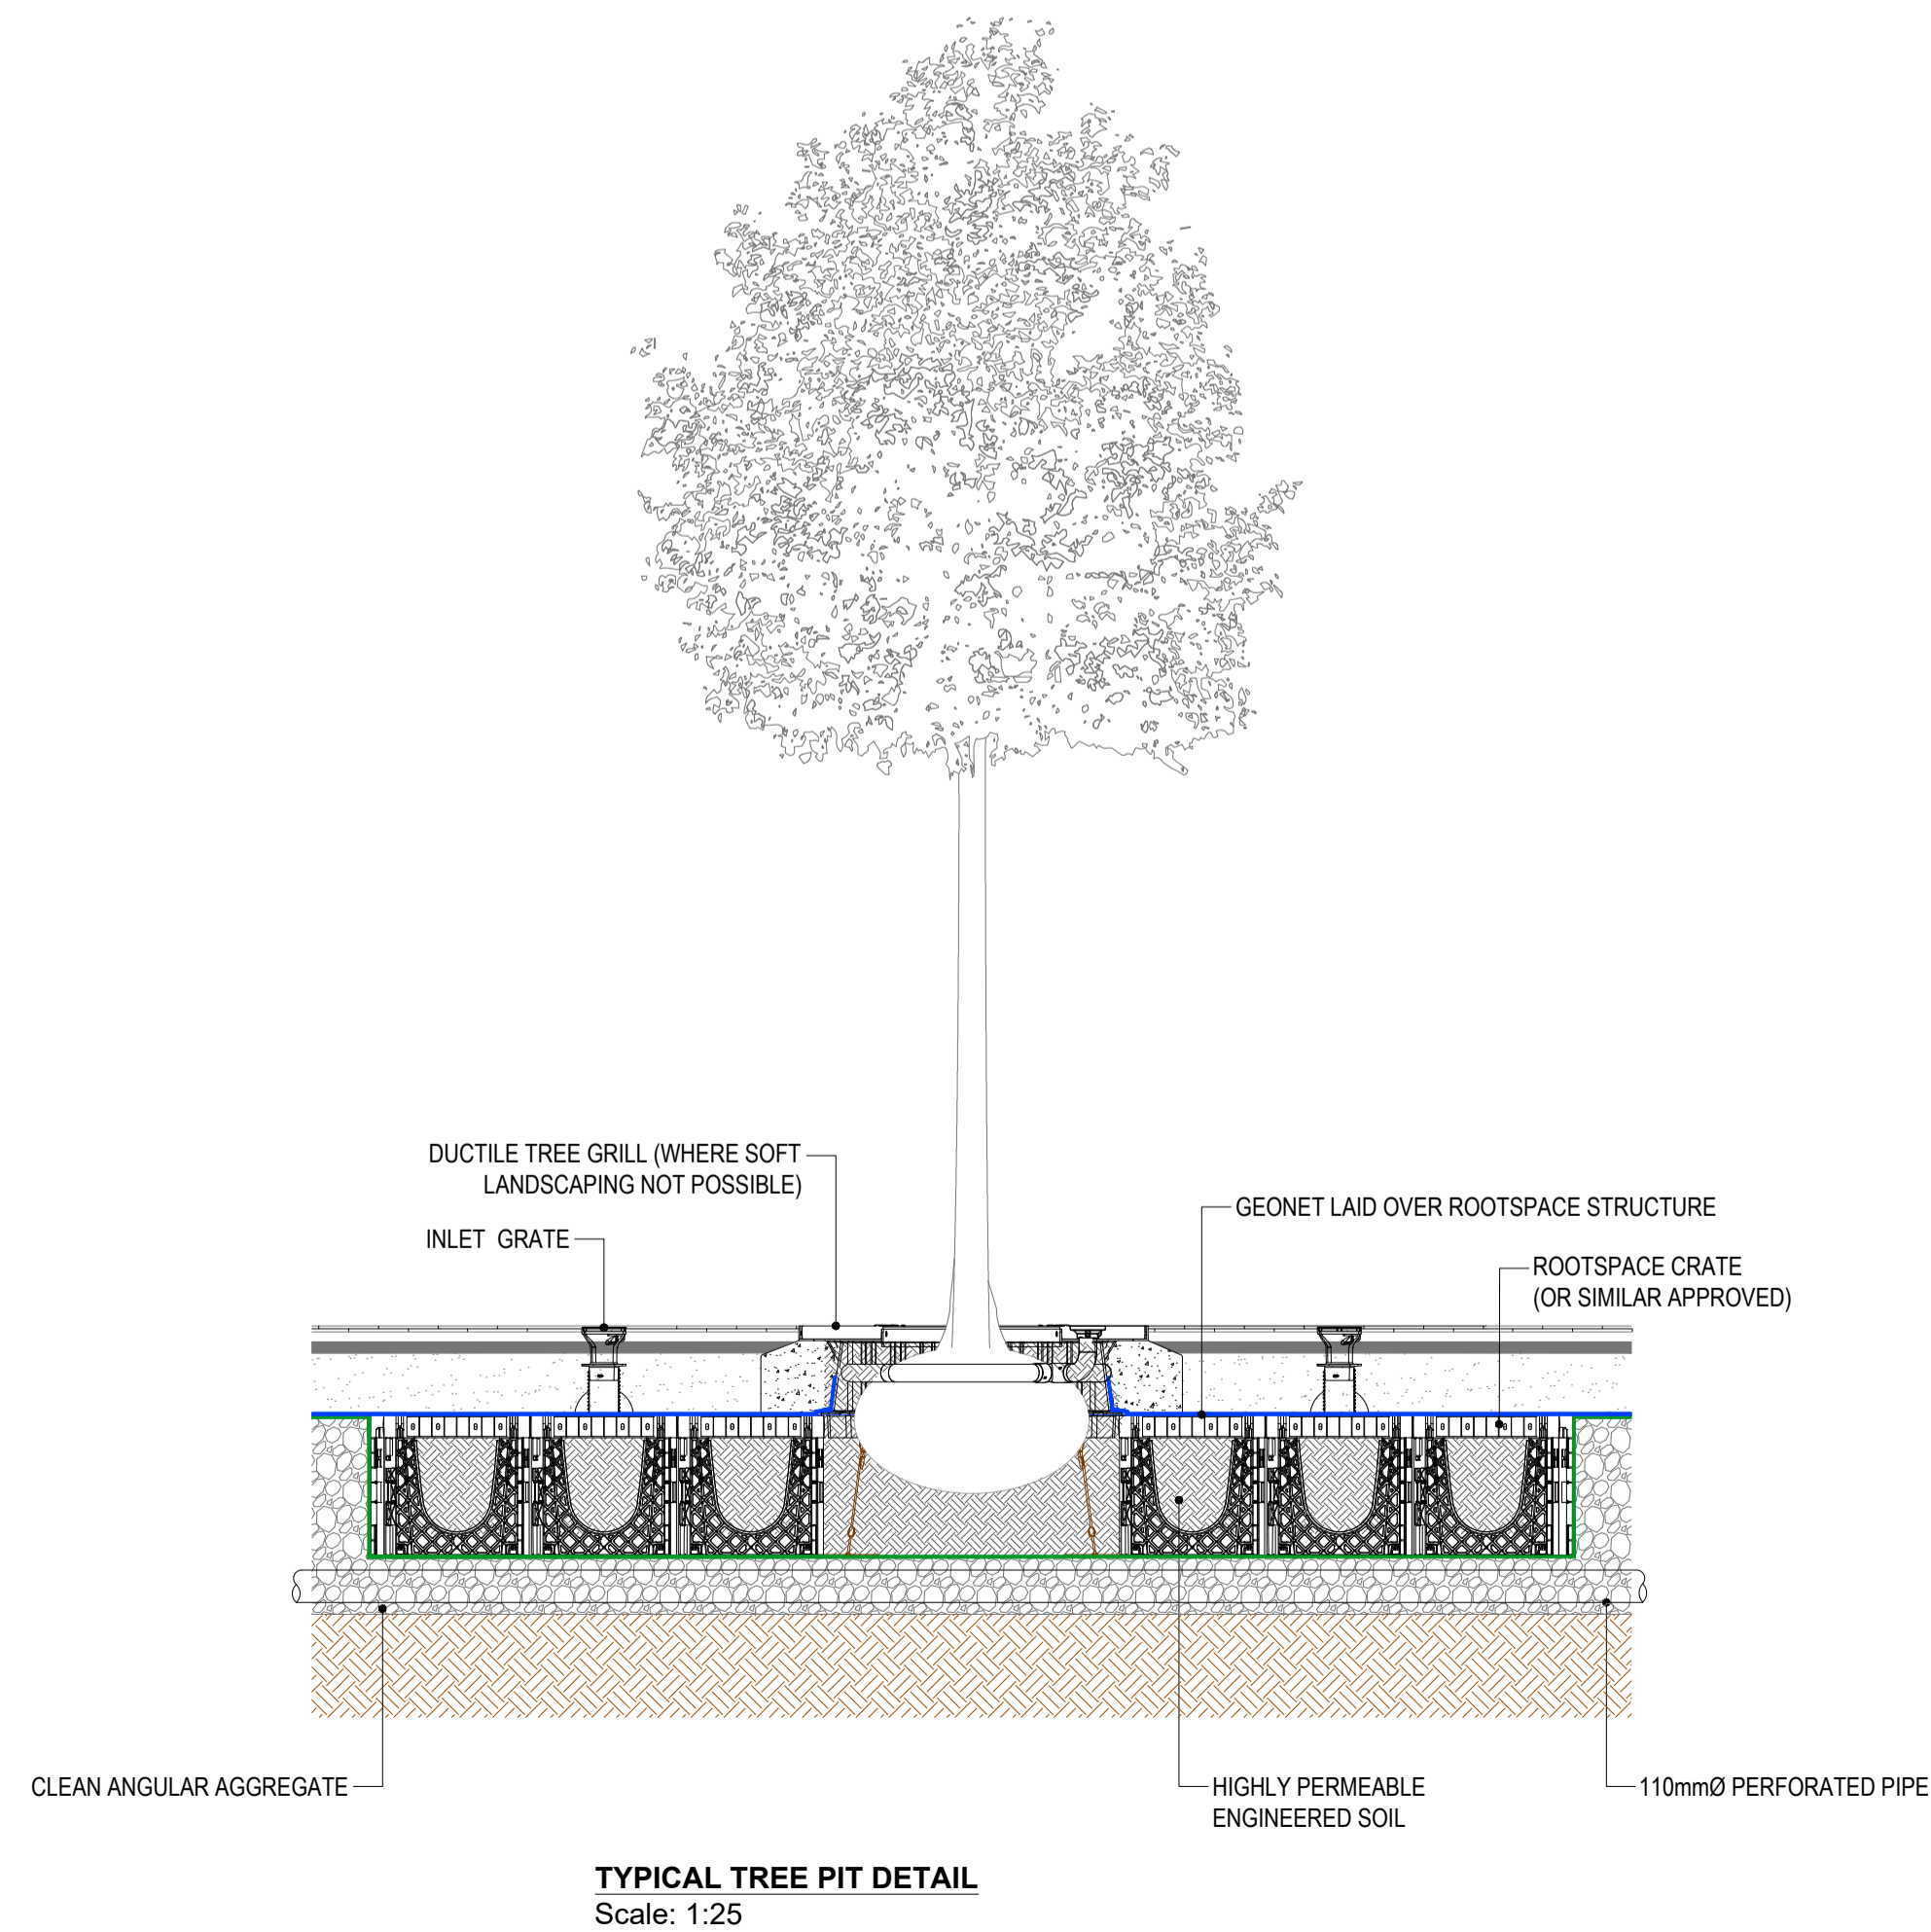 DUCTILE TREE GRILL (WHERE SOFT
LANDSCAPING NOT POSSIBLE)
GEONET LAID OVER ROOTSPACE STRUCTURE
INLET GRATE
ROOTSPACE CRATE
(OR SIMILAR APPROVED)
CLEAN ANGULAR AGGREGATE
HIGHLY PERMEABLE
ENGINEERED SOIL
110mmØ PERFORATED PIPE
TYPICAL TREE PIT DETAIL
Scale: 1:25